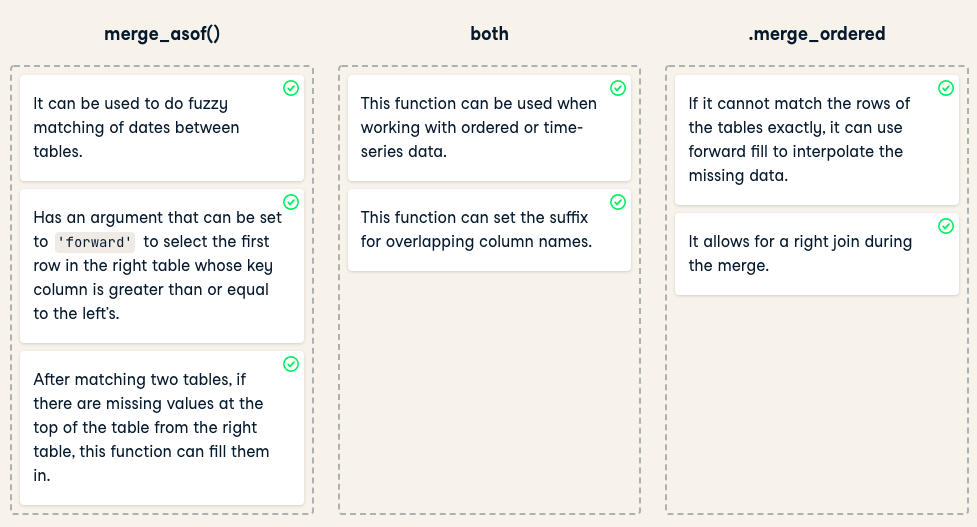 merge_asof()
It can be used to do fuzzy
matching of dates between
tables.
Has an argument that can be set
to 'forward' to select the first
row in the right table whose key
column is greater than or equal
to the left's.
After matching two tables, if
there are missing values at the
top of the table from the right
table, this function can fill them
in.
both
This function can be used when
working with ordered or time-
series data.
This function can set the suffix
for overlapping column names.
.merge_ordered
If it cannot match the rows of
the tables exactly, it can use
forward fill to interpolate the
missing data.
It allows for a right join during
the merge.